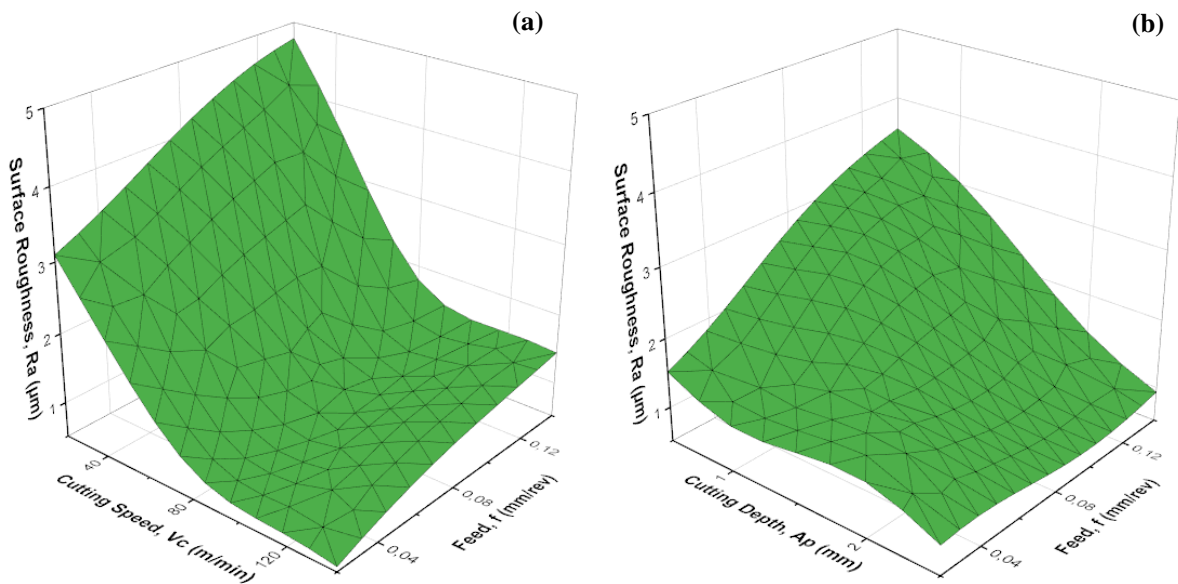 (a)
5
4
3
2
1
Surface Roughness, Ra (µm)
40
80
120
Cutting Speed, Vc (m/min)
0,04
0,08
0,12
Feed, f (mm/rev)
(b)
5
4
3
2
1
Surface Roughness, Ra (µm)
1
2
Cutting Depth, Ap (mm)
0,04
0,08
0,12
Feed, f (mm/rev)